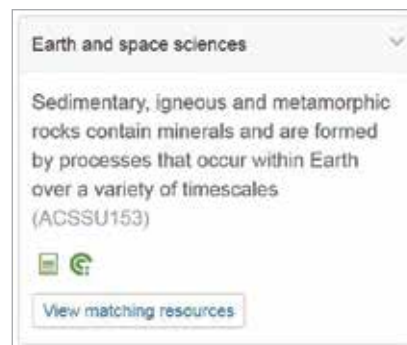 Earth and space sciences
Sedimentary, igneous and metamorphic
rocks contain minerals and are formed
by processes that occur within Earth
over a variety of timescales
(ACSSU153)
View matching resources